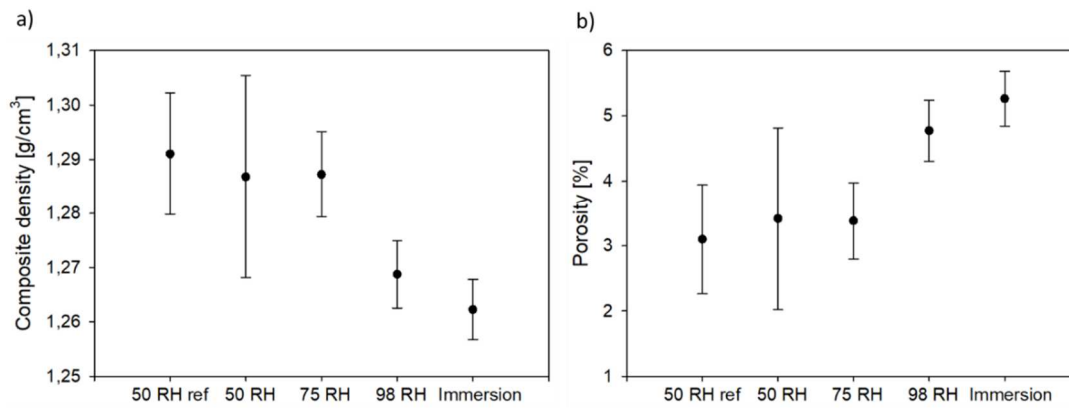 a)
Composite density [g/cm³]
1,31
1,30
1,29
1,28
1,27
1,26
1,25
50 RH ref 50 RH 75 RH 98 RH Immersion
b)
Porosity [%]
6
5
4
3
2
1
50 RH ref 50 RH 75 RH 98 RH Immersion